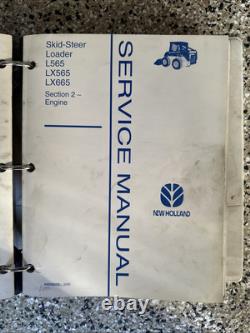 Skid-Steer
Loader
L565
LX565
LX665
Section 2 –
Engine
SERVICE MANUAL
NEW HOLLAND